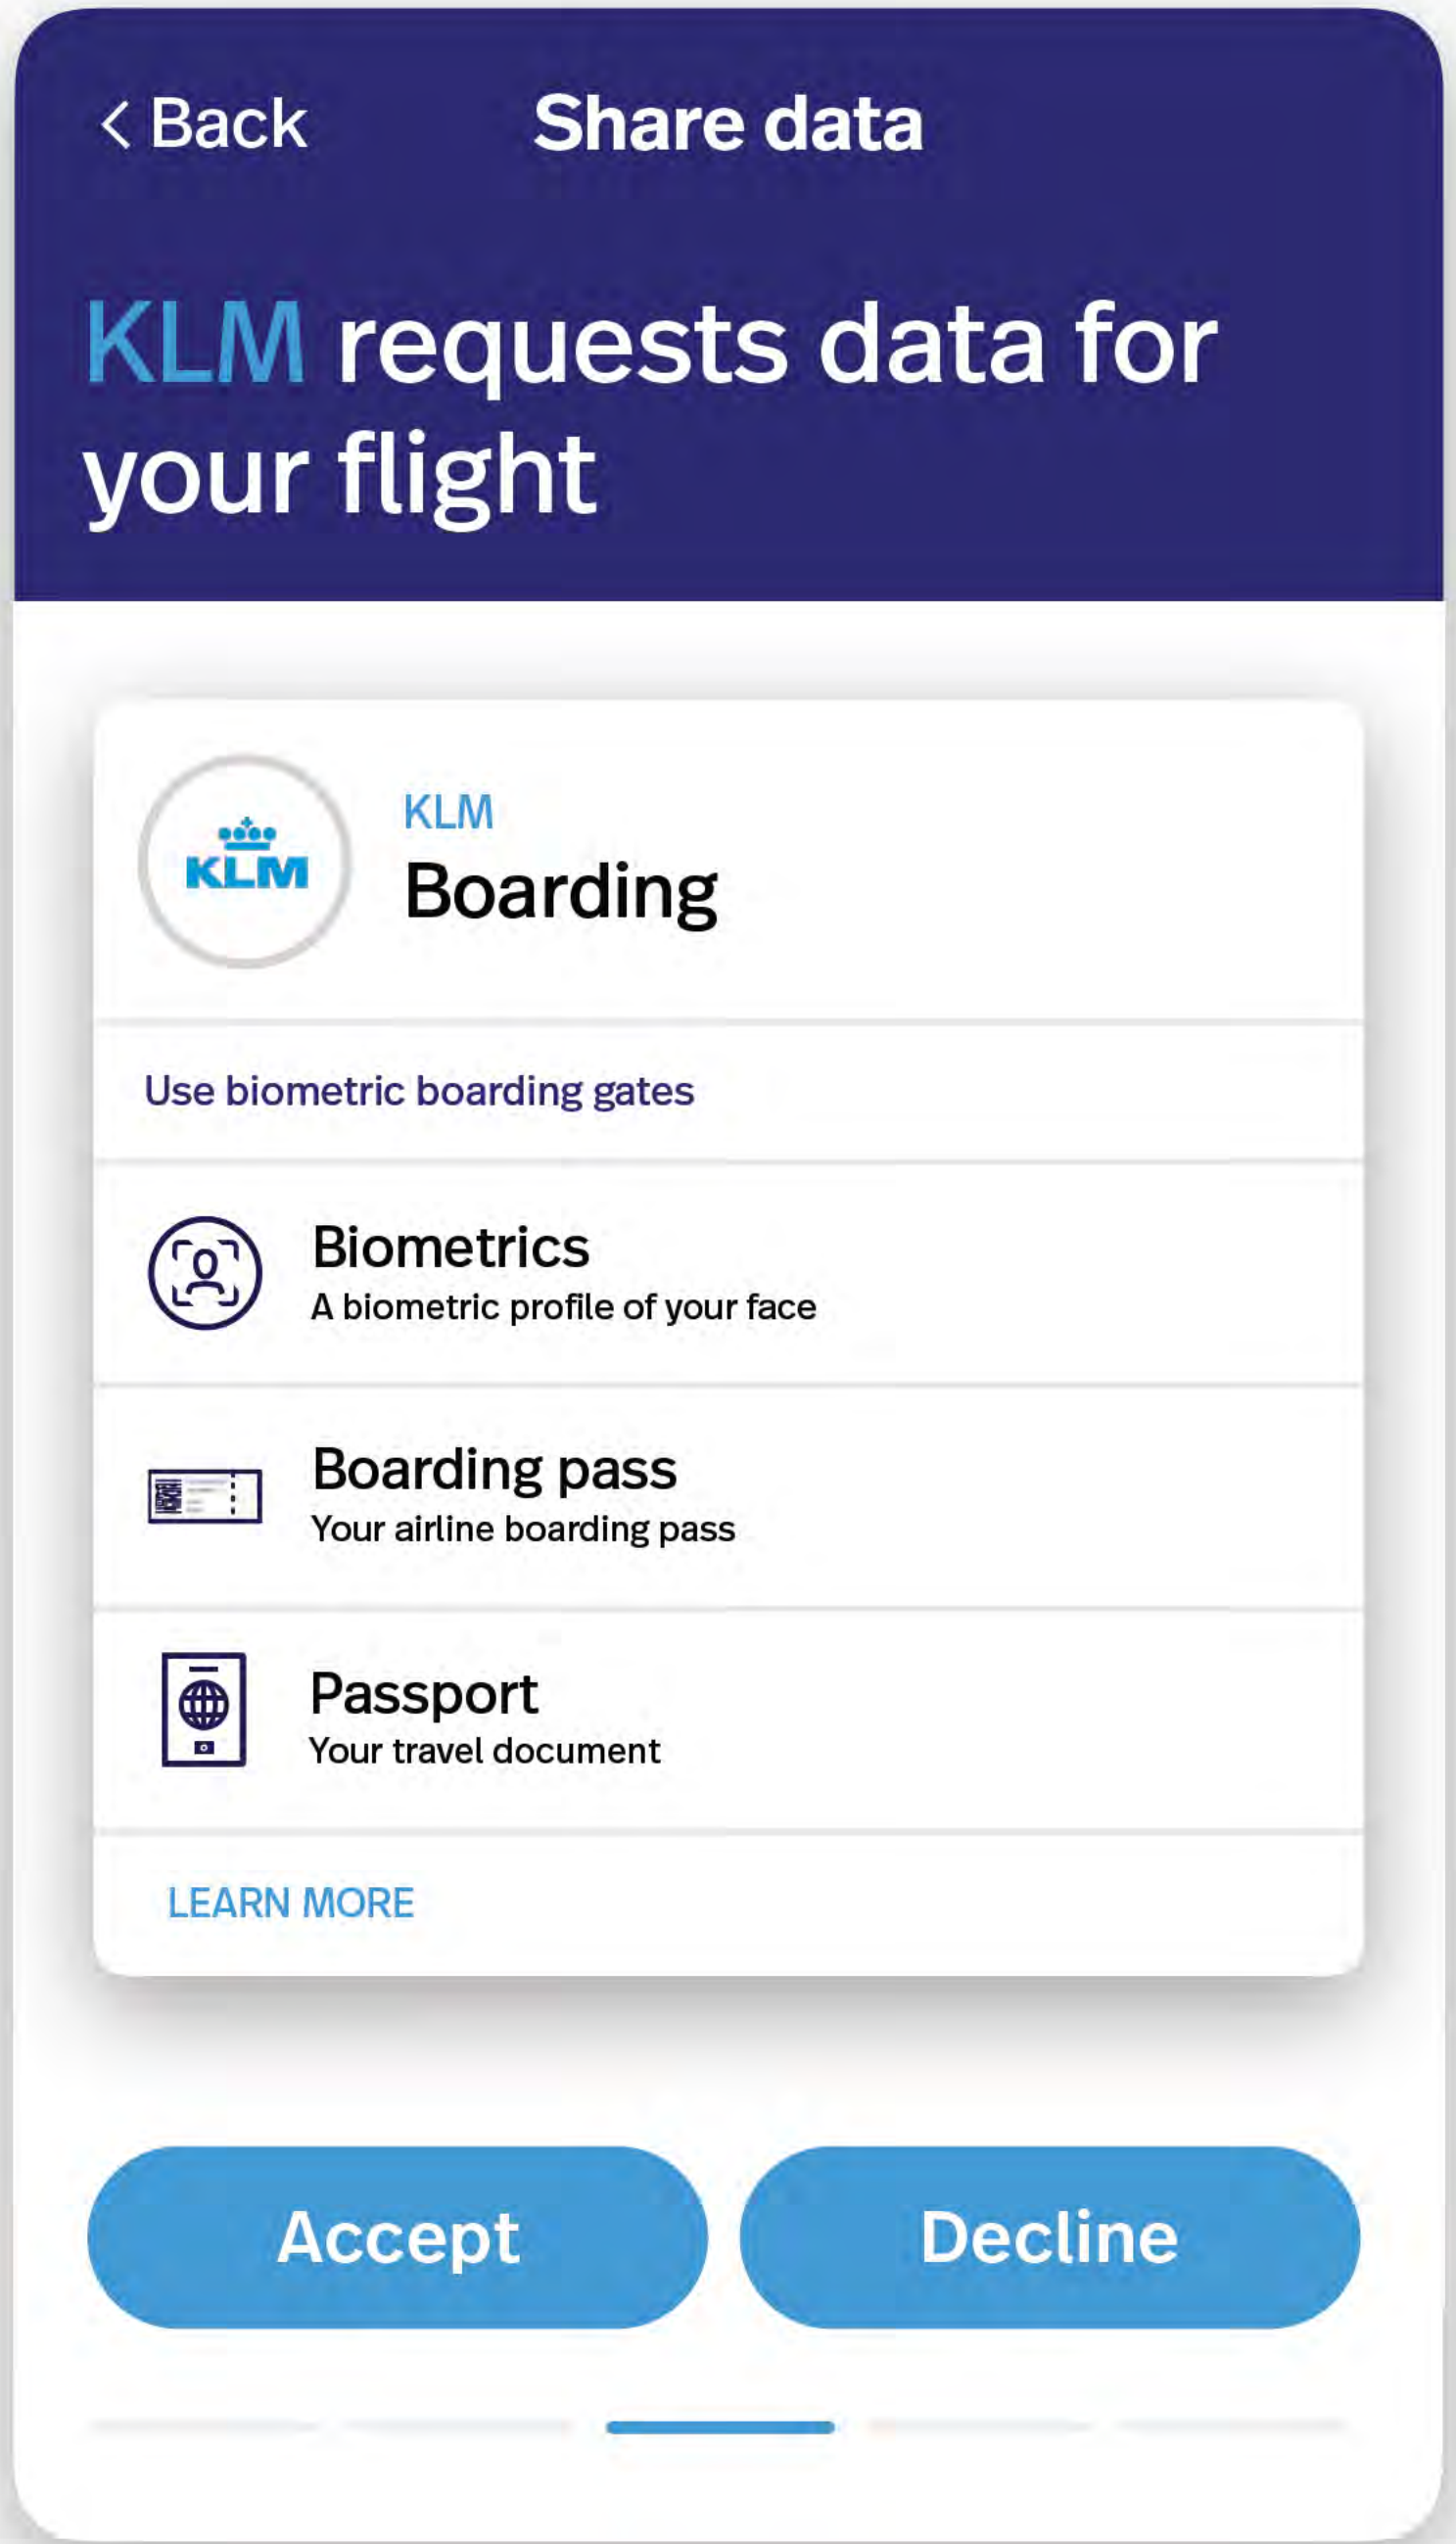 < Back
Share data
KLM requests data for
your flight
KLM
KLM
Boarding
Use biometric boarding gates
Biometrics
A biometric profile of your face
Boarding pass
Your airline boarding pass
Passport
Your travel document
LEARN MORE
Accept
Decline